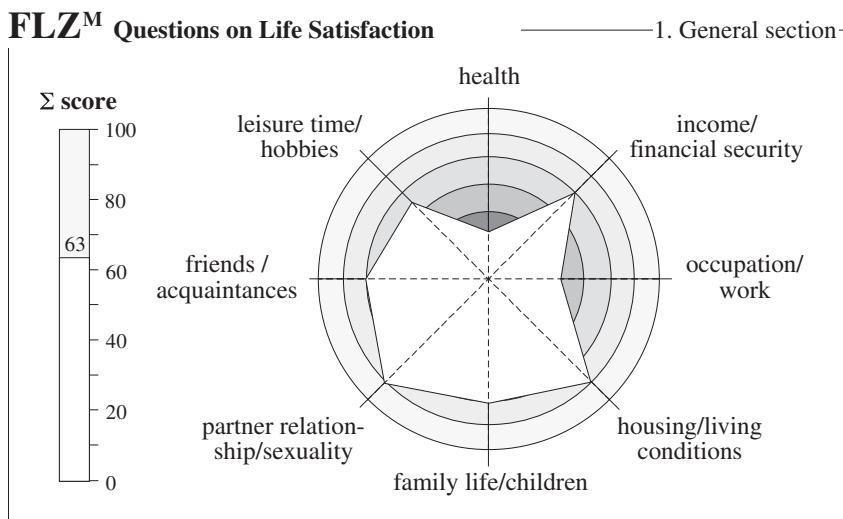 FLZᴹ Questions on Life Satisfaction
1. General section
Σ score
100
80
63
60
40
20
0
health
income/
financial security
occupation/
work
housing/living
conditions
family life/children
partner relation-
ship/sexuality
friends /
acquaintances
leisure time/
hobbies